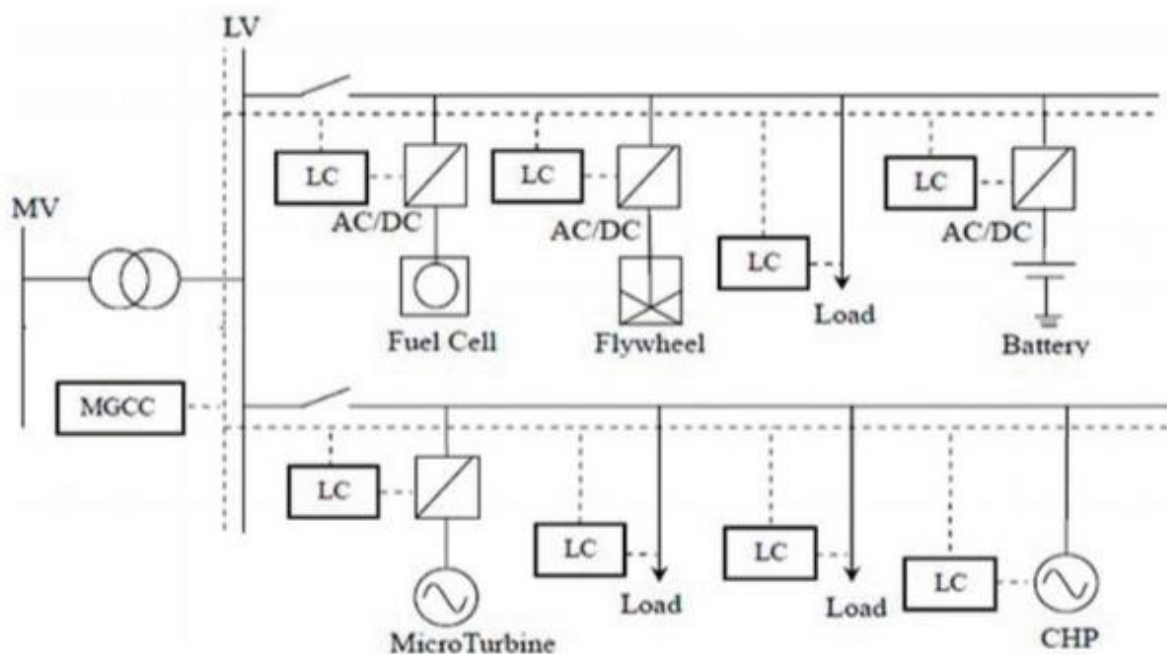 LV
LC
LC
LC
MV
AC/DC
AC/DC
AC/DC
LC
Load
Fuel Cell
Flywheel
Battery
MGCC
LC
LC
LC
LC
Load
Load
MicroTurbine
CHP